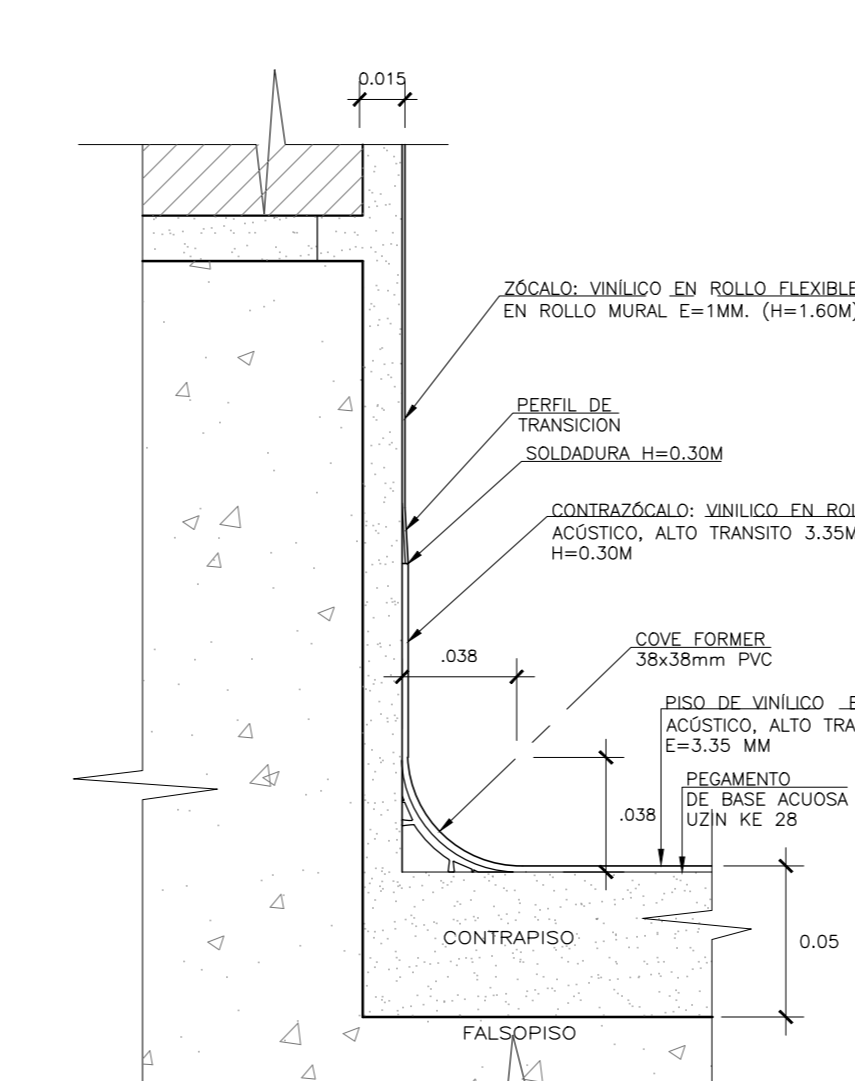 0.015
ZÓCALO: VINÍLICO EN ROLLO FLEXIBLE
EN ROLLO MURAL E=1MM. (H=1.60M)
PERFIL DE
TRANSICION
SOLDADURA H=0.30M
CONTRAZÓCALO: VINILICO EN ROL
ACÚSTICO, ALTO TRANSITO 3.35M
H=0.30M
COVE FORMER
38x38mm PVC
.038
PISO DE VINÍLICO E
ACÚSTICO, ALTO TRA
E=3.35 MM
PEGAMENTO
DE BASE ACUOSA
UZIN KE 28
.038
CONTRAPISO
0.05
FALSOPISO